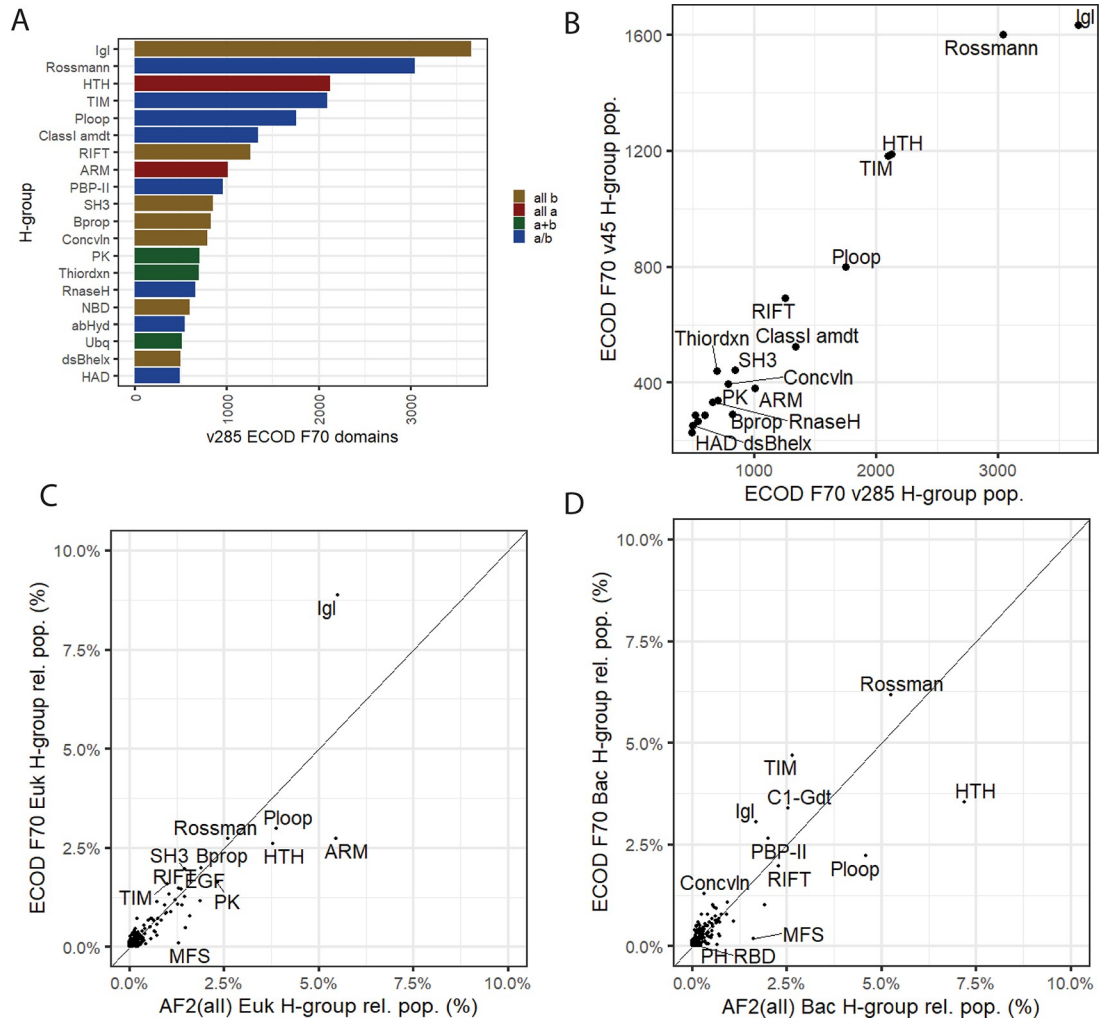 A
H-group
Igl
Rossmann
HTH
TIM
Ploop
ClassI amdt
RIFT
ARM
PBP-II
SH3
Bprop
Concvln
PK
Thiordxn
RnaseH
NBD
abHyd
Ubq
dsBhelx
HAD
0
1000
2000
3000
v285 ECOD F70 domains
all b
all a
a+b
a/b
B
ECOD F70 v45 H-group pop.
1600
1200
800
400
Igl
Rossmann
HTH
TIM
Ploop
RIFT
ClassI amdt
Thiordxn
SH3
Concvln
PK
ARM
Bprop
RnaseH
HAD
dsBhelx
1000
2000
3000
ECOD F70 v285 H-group pop.
C
ECOD F70 Euk H-group rel. pop. (%)
10.0%
7.5%
5.0%
2.5%
0.0%
Igl
Ploop
Rossman
HTH
ARM
SH3
Bprop
RIFT
EGF
TIM
PK
MFS
0.0%
2.5%
5.0%
7.5%
10.0%
AF2(all) Euk H-group rel. pop. (%)
D
ECOD F70 Bac H-group rel. pop. (%)
10.0%
7.5%
5.0%
2.5%
0.0%
Rossman
TIM
C1-Gdt
HTH
Igl
PBP-II
Ploop
RIFT
Concvln
MFS
PH
RBD
0.0%
2.5%
5.0%
7.5%
10.0%
AF2(all) Bac H-group rel. pop. (%)